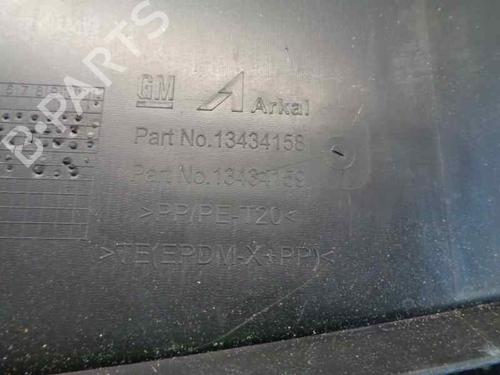 GM Arkal
Part No.13434158
Part No.13434159
>PP/PE-T20<
>TE(EPDM-X+PP)<
B-PARTS